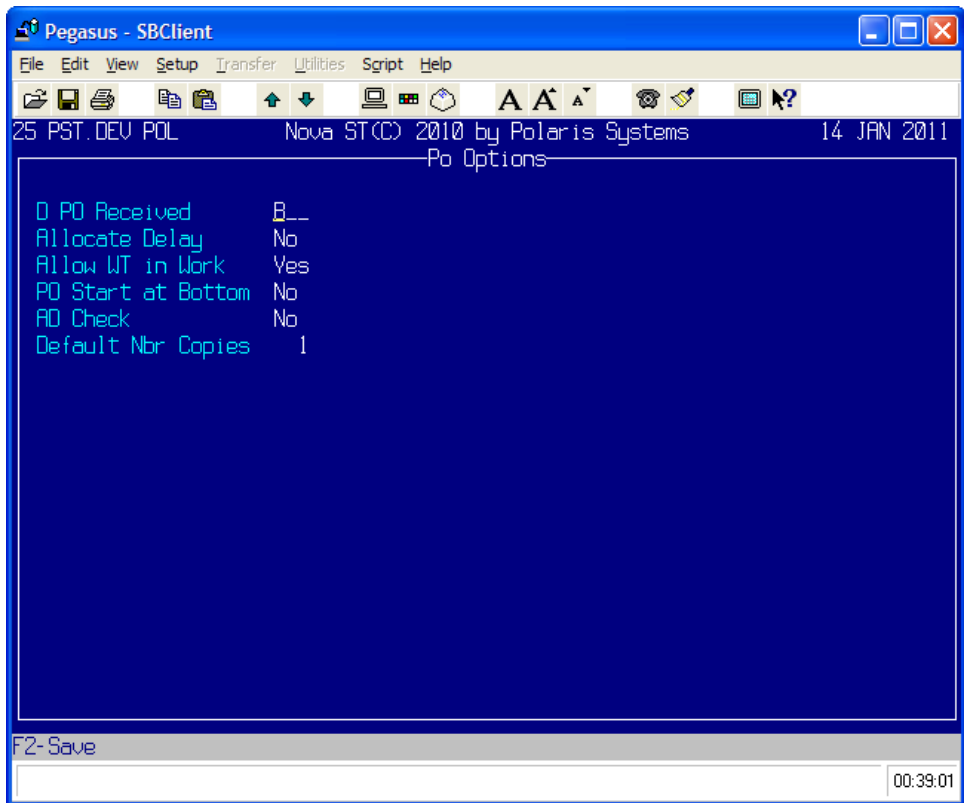 Pegasus - SBClient
File Edit View Setup Transfer Utilities Script Help
A A A
25 PST.DEV POL Nova ST(C) 2010 by Polaris Systems 14 JAN 2011
Po Options
D PO Received B__
Allocate Delay No
Allow WT in Work Yes
PO Start at Bottom No
AD Check No
Default Nbr Copies 1
F2-Save
00:39:01